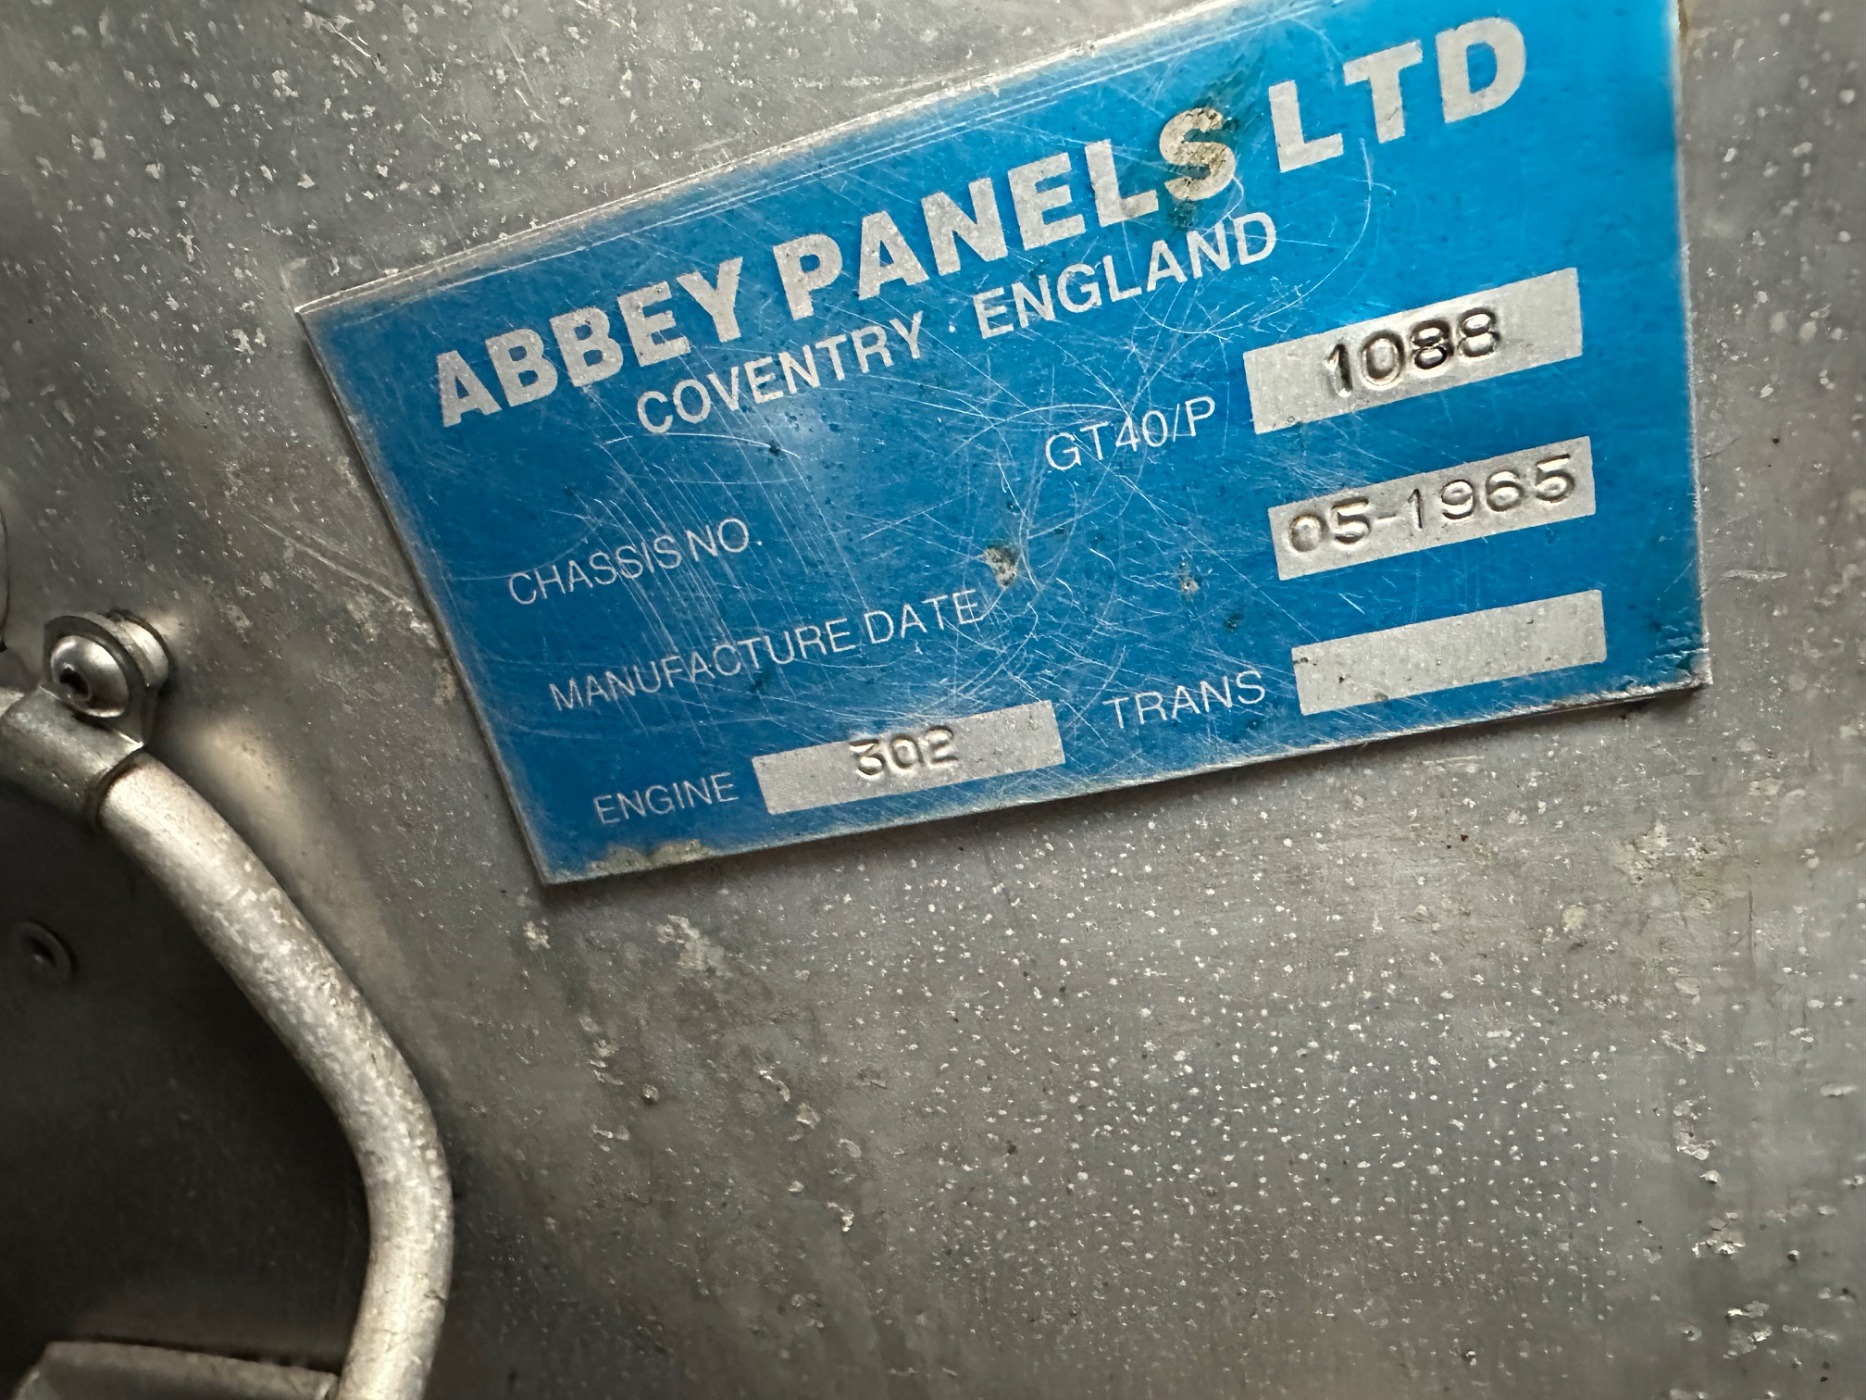 ABBEY PANELS LTD
COVENTRY · ENGLAND
CHASSIS NO. GT40/P 1088
MANUFACTURE DATE 05-1965
ENGINE 302 TRANS